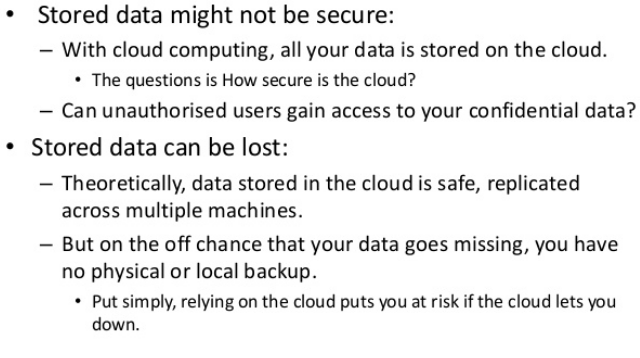 • Stored data might not be secure:
– With cloud computing, all your data is stored on the cloud.
• The questions is How secure is the cloud?
– Can unauthorised users gain access to your confidential data?
• Stored data can be lost:
– Theoretically, data stored in the cloud is safe, replicated
across multiple machines.
– But on the off chance that your data goes missing, you have
no physical or local backup.
• Put simply, relying on the cloud puts you at risk if the cloud lets you
down.